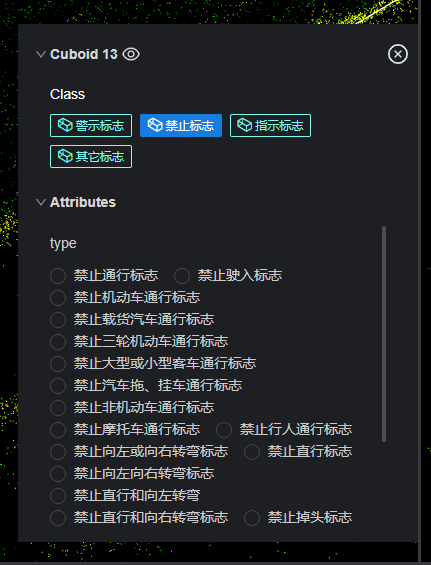 Cuboid 13
Class
警示标志 禁止标志 指示标志
其它标志
Attributes
type
禁止通行标志 禁止驶入标志
禁止机动车通行标志
禁止载货汽车通行标志
禁止三轮机动车通行标志
禁止大型或小型客车通行标志
禁止汽车拖、挂车通行标志
禁止非机动车通行标志
禁止摩托车通行标志 禁止行人通行标志
禁止向左或向右转弯标志 禁止直行标志
禁止向左向右转弯标志
禁止直行和向左转弯
禁止直行和向右转弯标志 禁止掉头标志